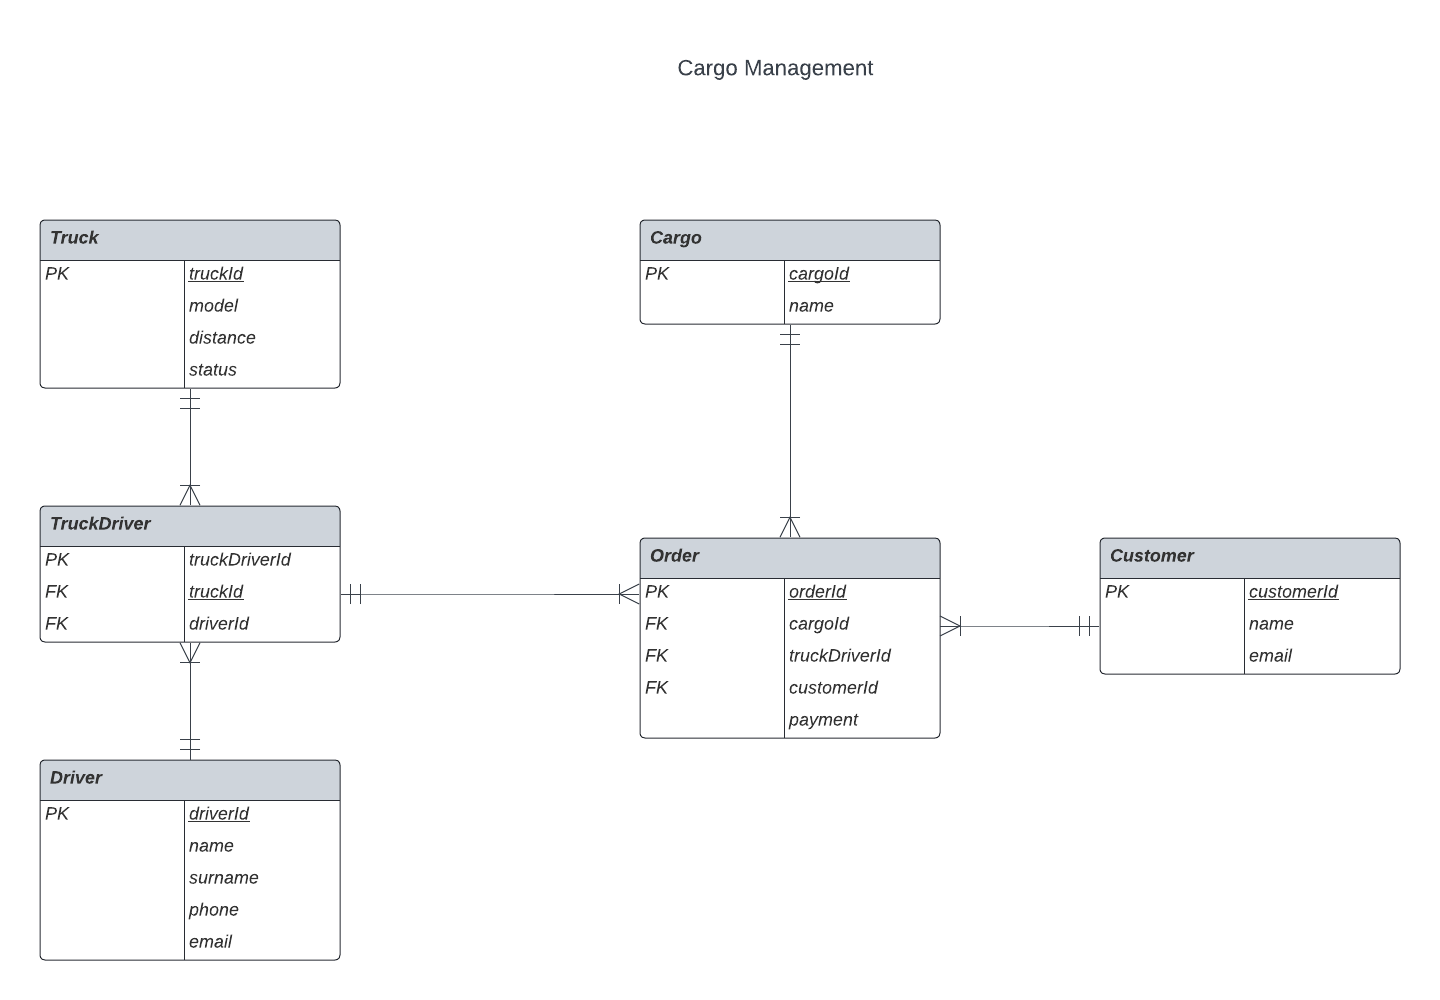 Cargo Management
Truck
PK truckId
model
distance
status
Cargo
PK cargoId
name
TruckDriver
PK truckDriverId
FK truckId
FK driverId
Order
PK orderId
FK cargoId
FK truckDriverId
FK customerId
payment
Customer
PK customerId
name
email
Driver
PK driverId
name
surname
phone
email